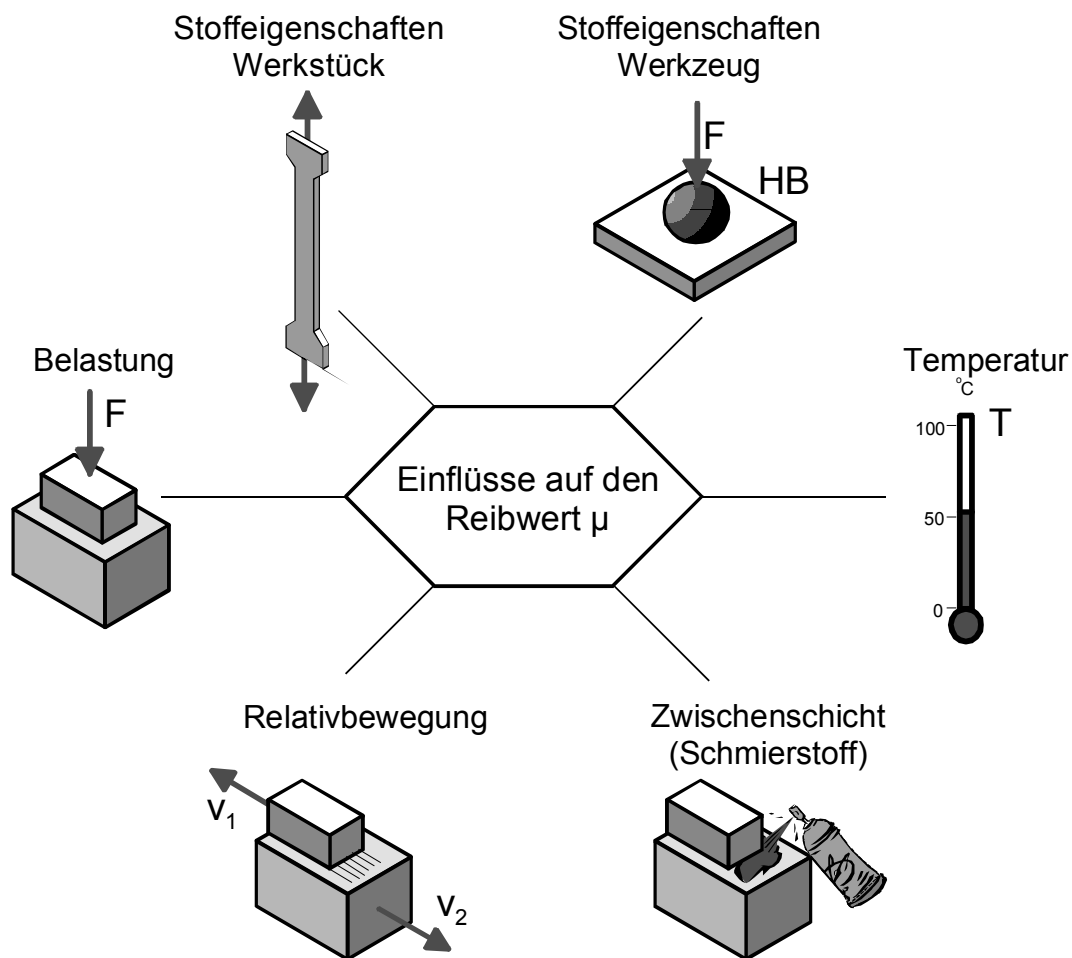 Stoffeigenschaften
Werkstück
Stoffeigenschaften
Werkzeug
F
HB
Belastung
F
Temperatur
°C
T
100
50
0
Einflüsse auf den
Reibwert µ
Relativbewegung
v1
v2
Zwischenschicht
(Schmierstoff)